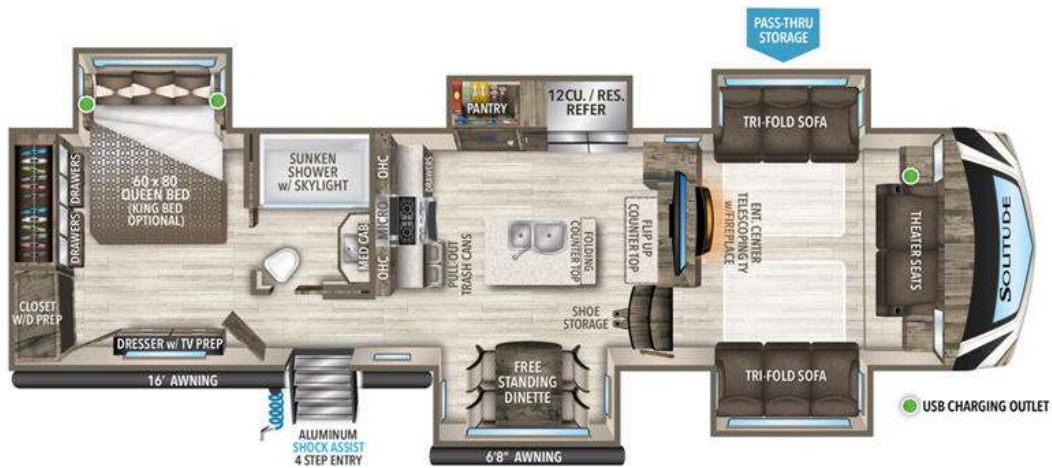 PASS-THRU
STORAGE
PANTRY
12CU. / RES.
REFER
TRI-FOLD SOFA
DRAWERS
DRAWERS
60 x 80
QUEEN BED
(KING BED
OPTIONAL)
SUNKEN
SHOWER
w/ SKYLIGHT
OHC
MICRO
OHC
DRAWERS
MED CAB
PULL-OUT
TRASH CANS
FOLDING
COUNTER TOP
FLIP UP
COUNTER TOP
ENT. CENTER
TELESCOPING TV
w/FIREPLACE
THEATER SEATS
SOLITUDE
CLOSET
W/D PREP
DRESSER w/ TV PREP
SHOE
STORAGE
FREE
STANDING
DINETTE
TRI-FOLD SOFA
16' AWNING
ALUMINUM
SHOCK ASSIST
4 STEP ENTRY
6'8" AWNING
USB CHARGING OUTLET